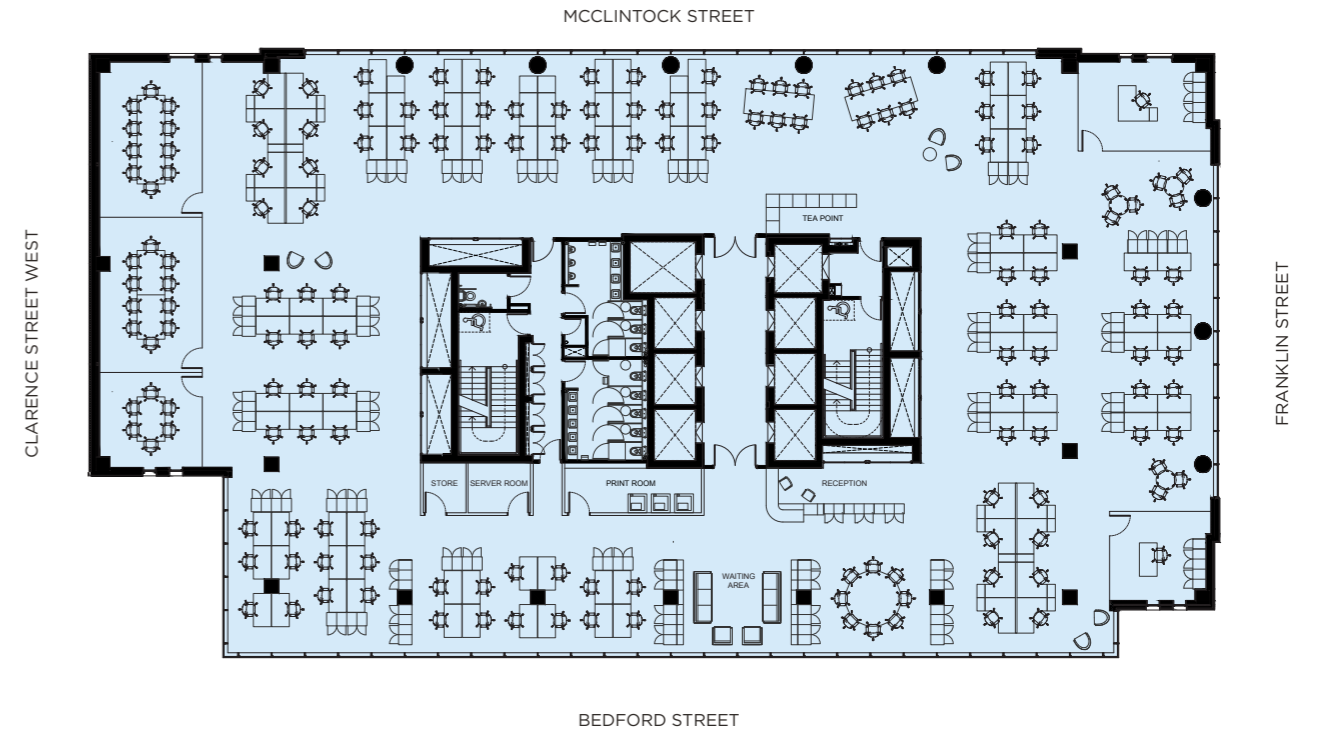 MCCLINTOCK STREET
TEA POINT
CLARENCE STREET WEST
FRANKLIN STREET
STORE
SERVER ROOM
PRINT ROOM
RECEPTION
WAITING
AREA
BEDFORD STREET